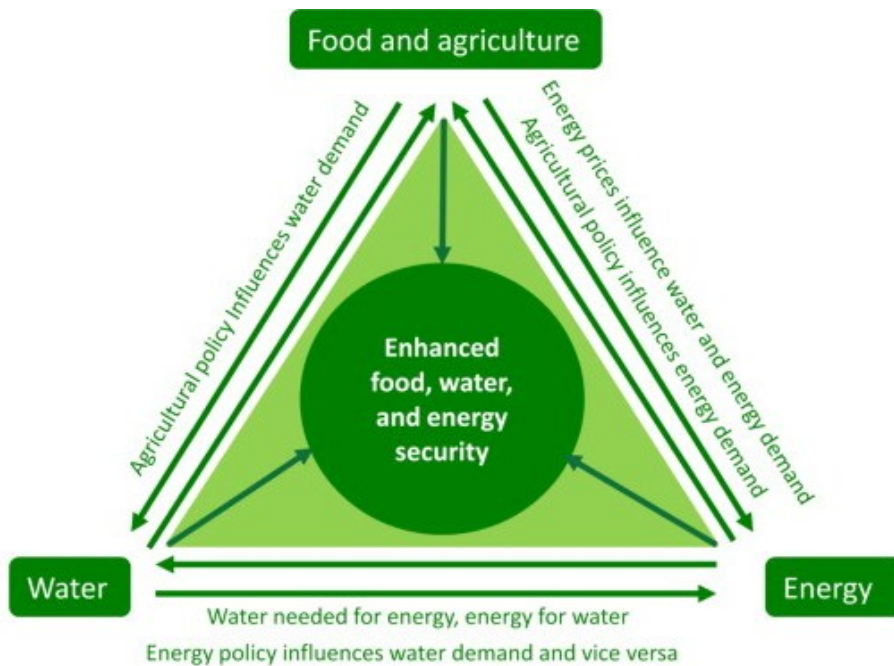 Food and agriculture
Agricultural policy Influences water demand
Energy prices influence water and energy demand
Agricultural policy influences energy demand
Enhanced
food, water,
and energy
security
Water
Energy
Water needed for energy, energy for water
Energy policy influences water demand and vice versa